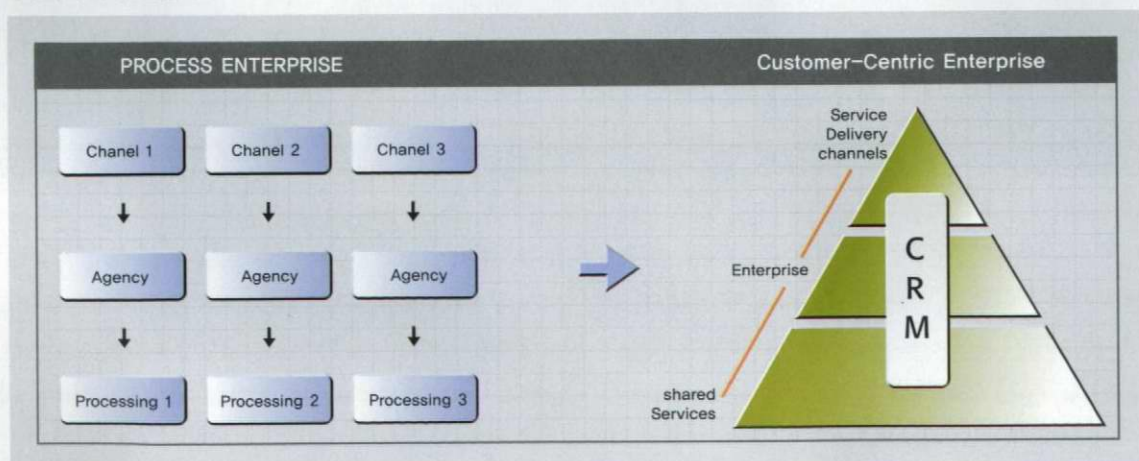 PROCESS ENTERPRISE
Customer-Centric Enterprise
Chanel 1
Chanel 2
Chanel 3
Agency
Agency
Agency
Processing 1
Processing 2
Processing 3
Service
Delivery
channels
Enterprise
shared
Services
C
R
M